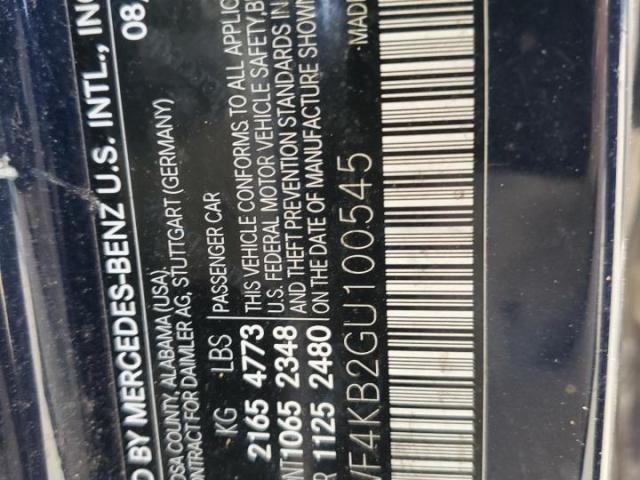 D BY MERCEDES-BENZ U.S. INTL., IN
08
OSA COUNTY, ALABAMA (USA)
ONTRACT FOR DAIMLER AG, STUTTGART (GERMANY)
KG LBS PASSENGER CAR
2165 4773 THIS VEHICLE CONFORMS TO ALL APPLIC
U.S. FEDERAL MOTOR VEHICLE SAFETY B
NT 1065 2348 AND THEFT PREVENTION STANDARDS IN
R 1125 2480 ON THE DATE OF MANUFACTURE SHOWN
MADE
F4KB2GU100545